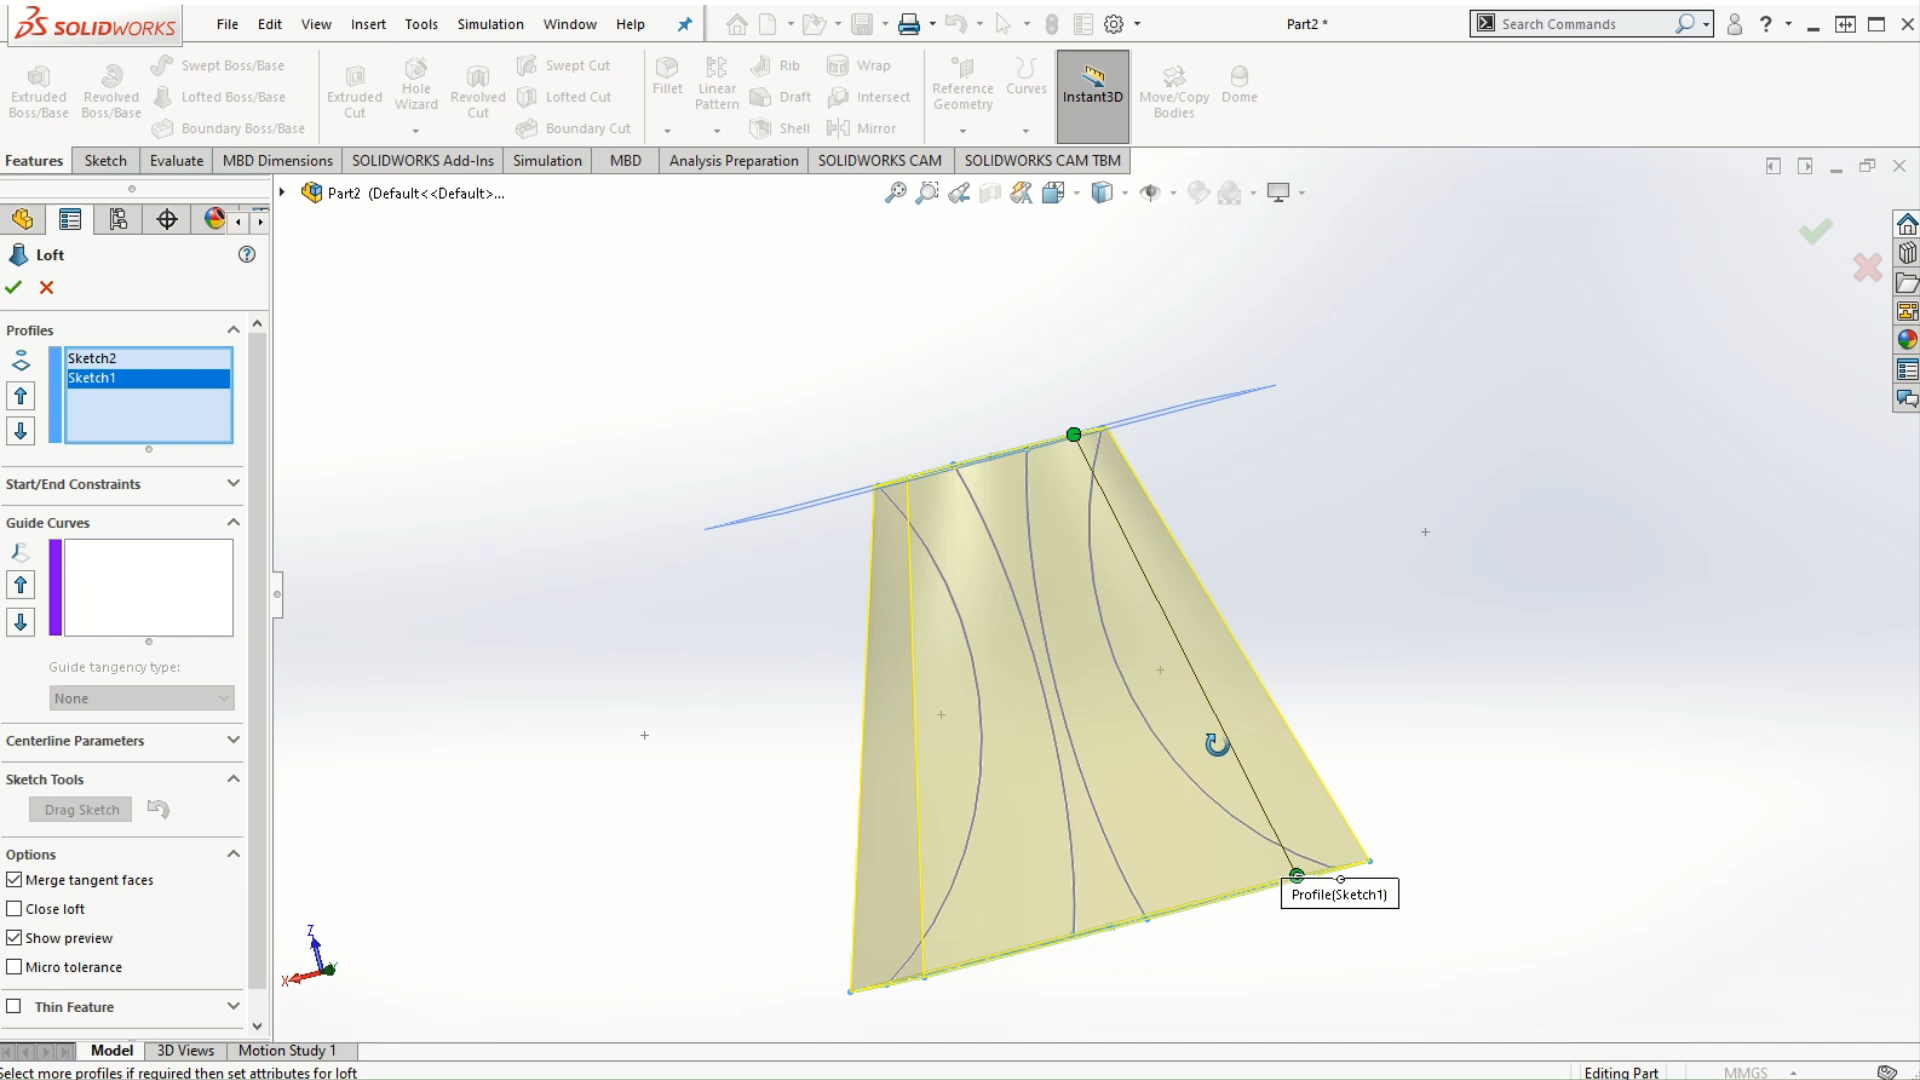 SOLIDWORKS File Edit View Insert Tools Simulation Window Help Part2 * Search Commands
Extruded Boss/Base
Revolved Boss/Base
Swept Boss/Base
Lofted Boss/Base
Boundary Boss/Base
Extruded Cut
Hole Wizard
Revolved Cut
Swept Cut
Lofted Cut
Boundary Cut
Fillet
Linear Pattern
Rib
Draft
Shell
Wrap
Intersect
Mirror
Reference Geometry
Curves
Instant3D
Move/Copy Bodies
Dome
Features Sketch Evaluate MBD Dimensions SOLIDWORKS Add-Ins Simulation MBD Analysis Preparation SOLIDWORKS CAM SOLIDWORKS CAM TBM
Part2 (Default<<Default>...
Loft
Profiles
Sketch2
Sketch1
Start/End Constraints
Guide Curves
Guide tangency type:
None
Centerline Parameters
Sketch Tools
Drag Sketch
Options
Merge tangent faces
Close loft
Show preview
Micro tolerance
Thin Feature
Profile(Sketch1)
Z
X
Y
Model 3D Views Motion Study 1
Select more profiles if required then set attributes for loft Editing Part MMGS